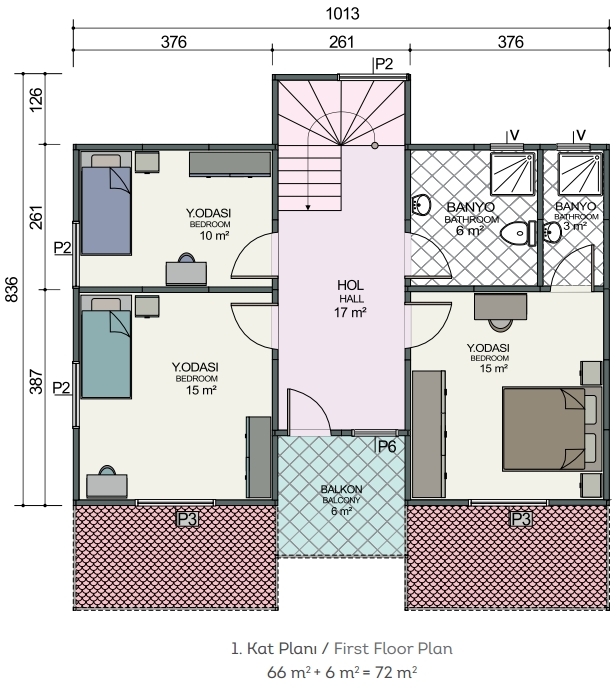 1013
376 261 376
P2
126
V V
261
Y.ODASI
BEDROOM
10 m²
BANYO
BATHROOM
6 m²
BANYO
BATHROOM
3 m²
P2
836
HOL
HALL
17 m²
387
Y.ODASI
BEDROOM
15 m²
Y.ODASI
BEDROOM
15 m²
P2
P6
BALKON
BALCONY
6 m²
P3 P3
1. Kat Planı / First Floor Plan
66 m² + 6 m² = 72 m²